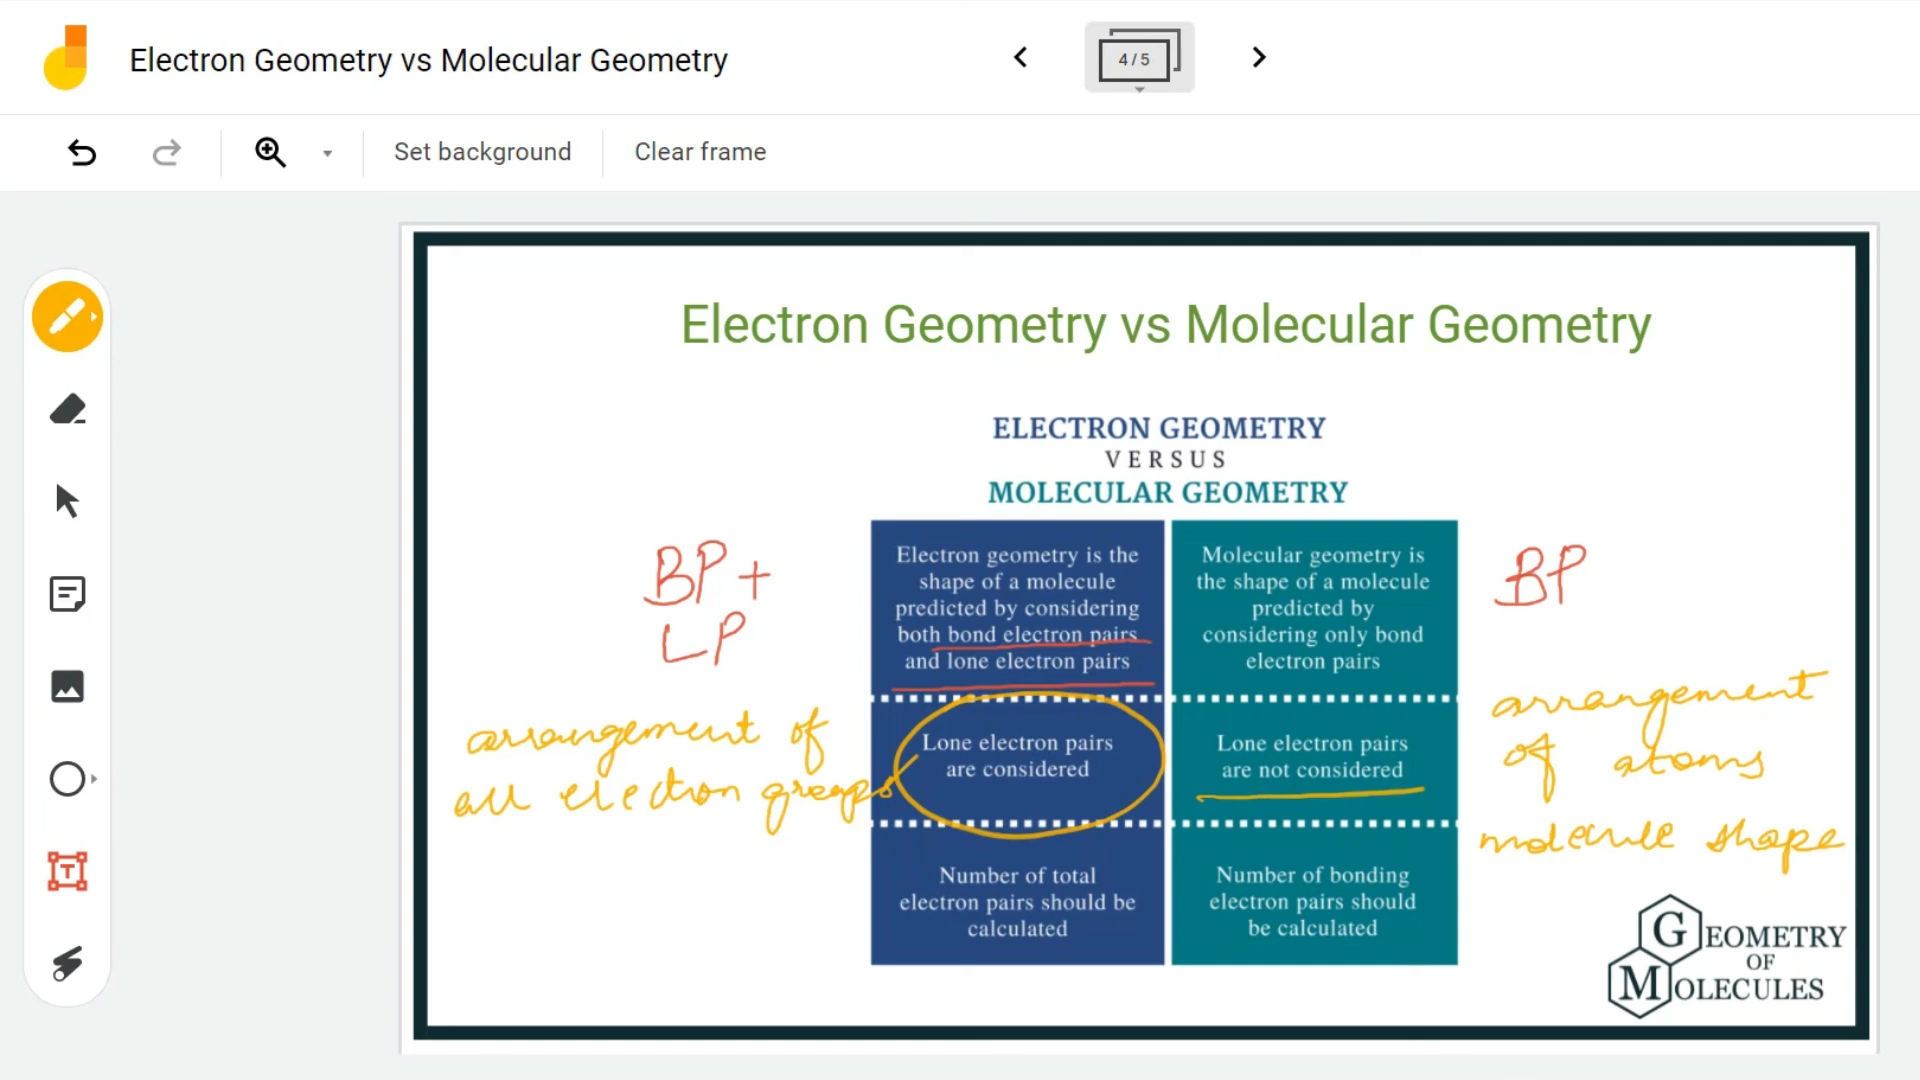 Electron Geometry vs Molecular Geometry
4 / 5
Set background
Clear frame
Electron Geometry vs Molecular Geometry
ELECTRON GEOMETRY
VERSUS
MOLECULAR GEOMETRY
BP +
LP
arrangement of
all electron groups
Electron geometry is the
shape of a molecule
predicted by considering
both bond electron pairs
and lone electron pairs
Molecular geometry is
the shape of a molecule
predicted by
considering only bond
electron pairs
BP
arrangement
of atoms
molecule shape
Lone electron pairs
are considered
Lone electron pairs
are not considered
Number of total
electron pairs should be
calculated
Number of bonding
electron pairs should
be calculated
GEOMETRY
OF
MOLECULES